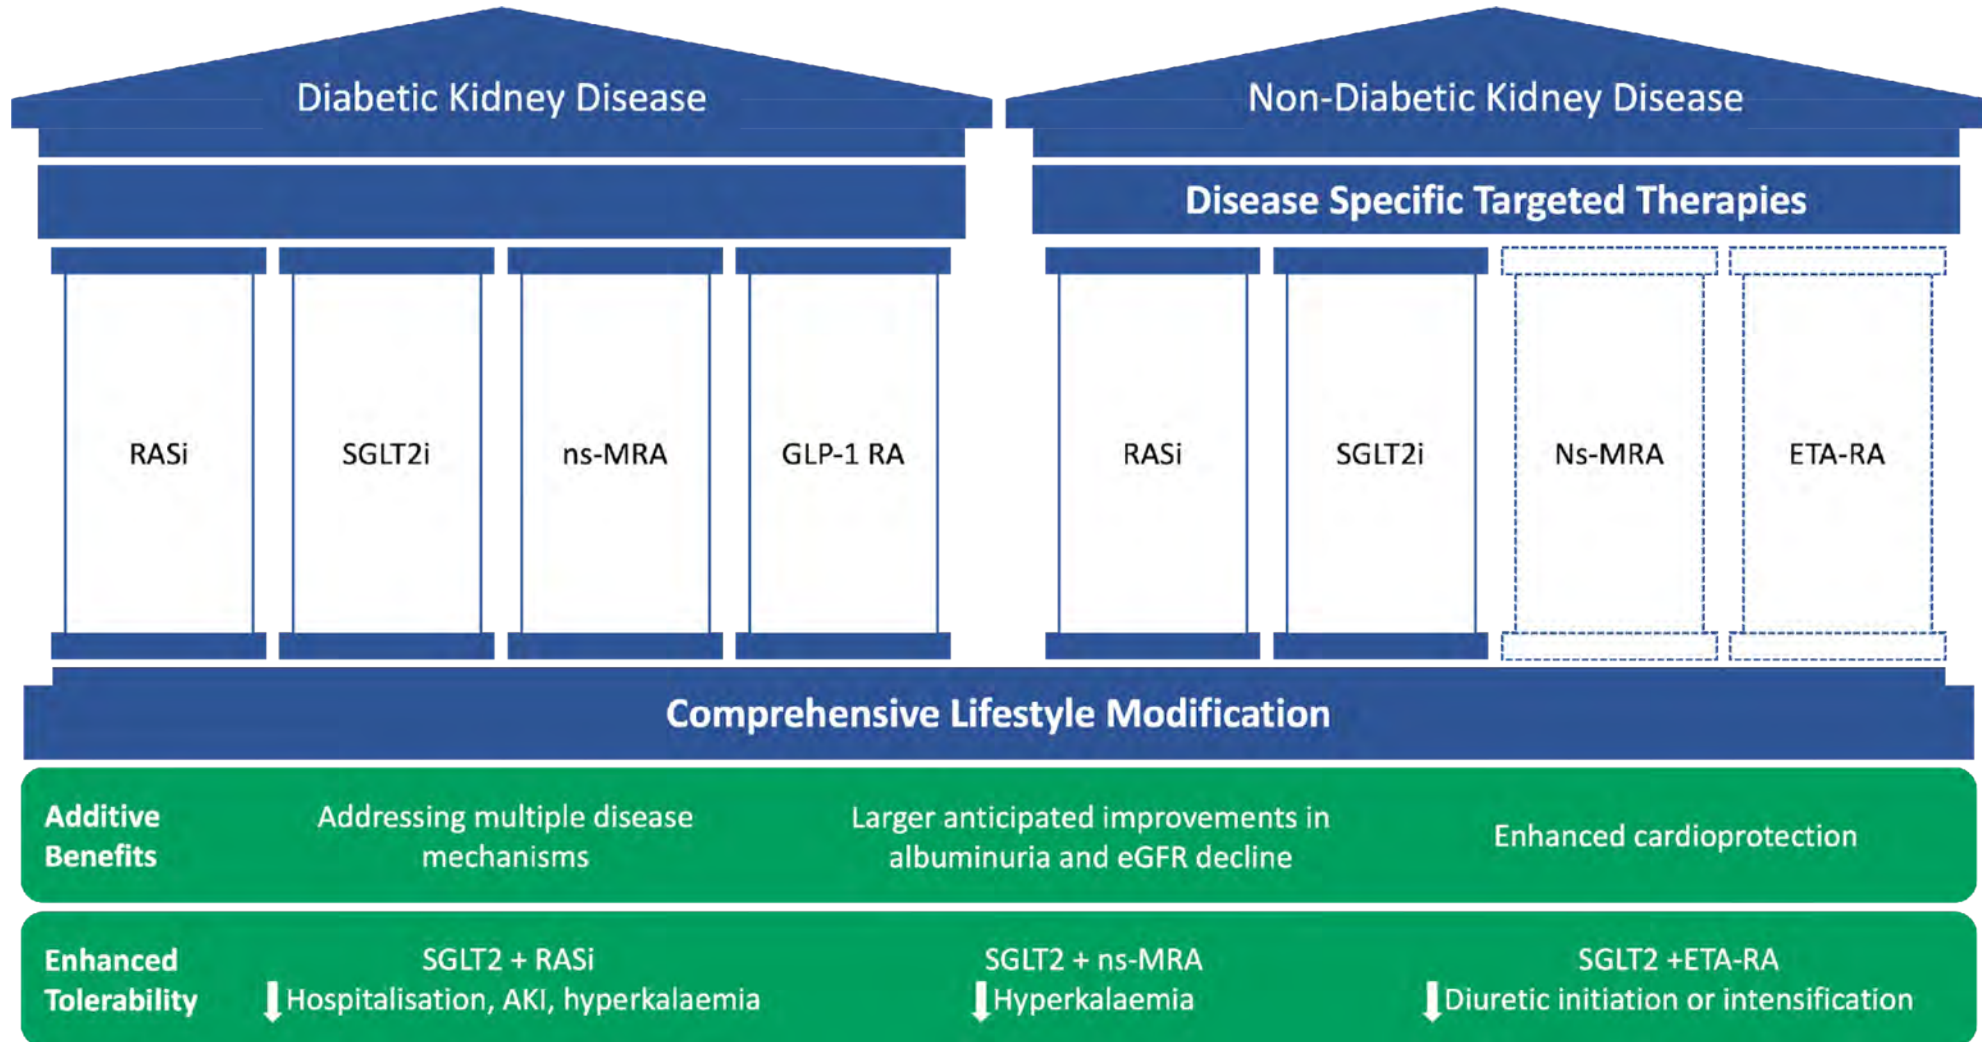 Diabetic Kidney Disease
Non-Diabetic Kidney Disease
Disease Specific Targeted Therapies
RASi
SGLT2i
ns-MRA
GLP-1 RA
RASi
SGLT2i
Ns-MRA
ETA-RA
Comprehensive Lifestyle Modification
Additive
Benefits
Addressing multiple disease
mechanisms
Larger anticipated improvements in
albuminuria and eGFR decline
Enhanced cardioprotection
Enhanced
Tolerability
SGLT2 + RASi
Hospitalisation, AKI, hyperkalaemia
SGLT2 + ns-MRA
Hyperkalaemia
SGLT2 +ETA-RA
Diuretic initiation or intensification